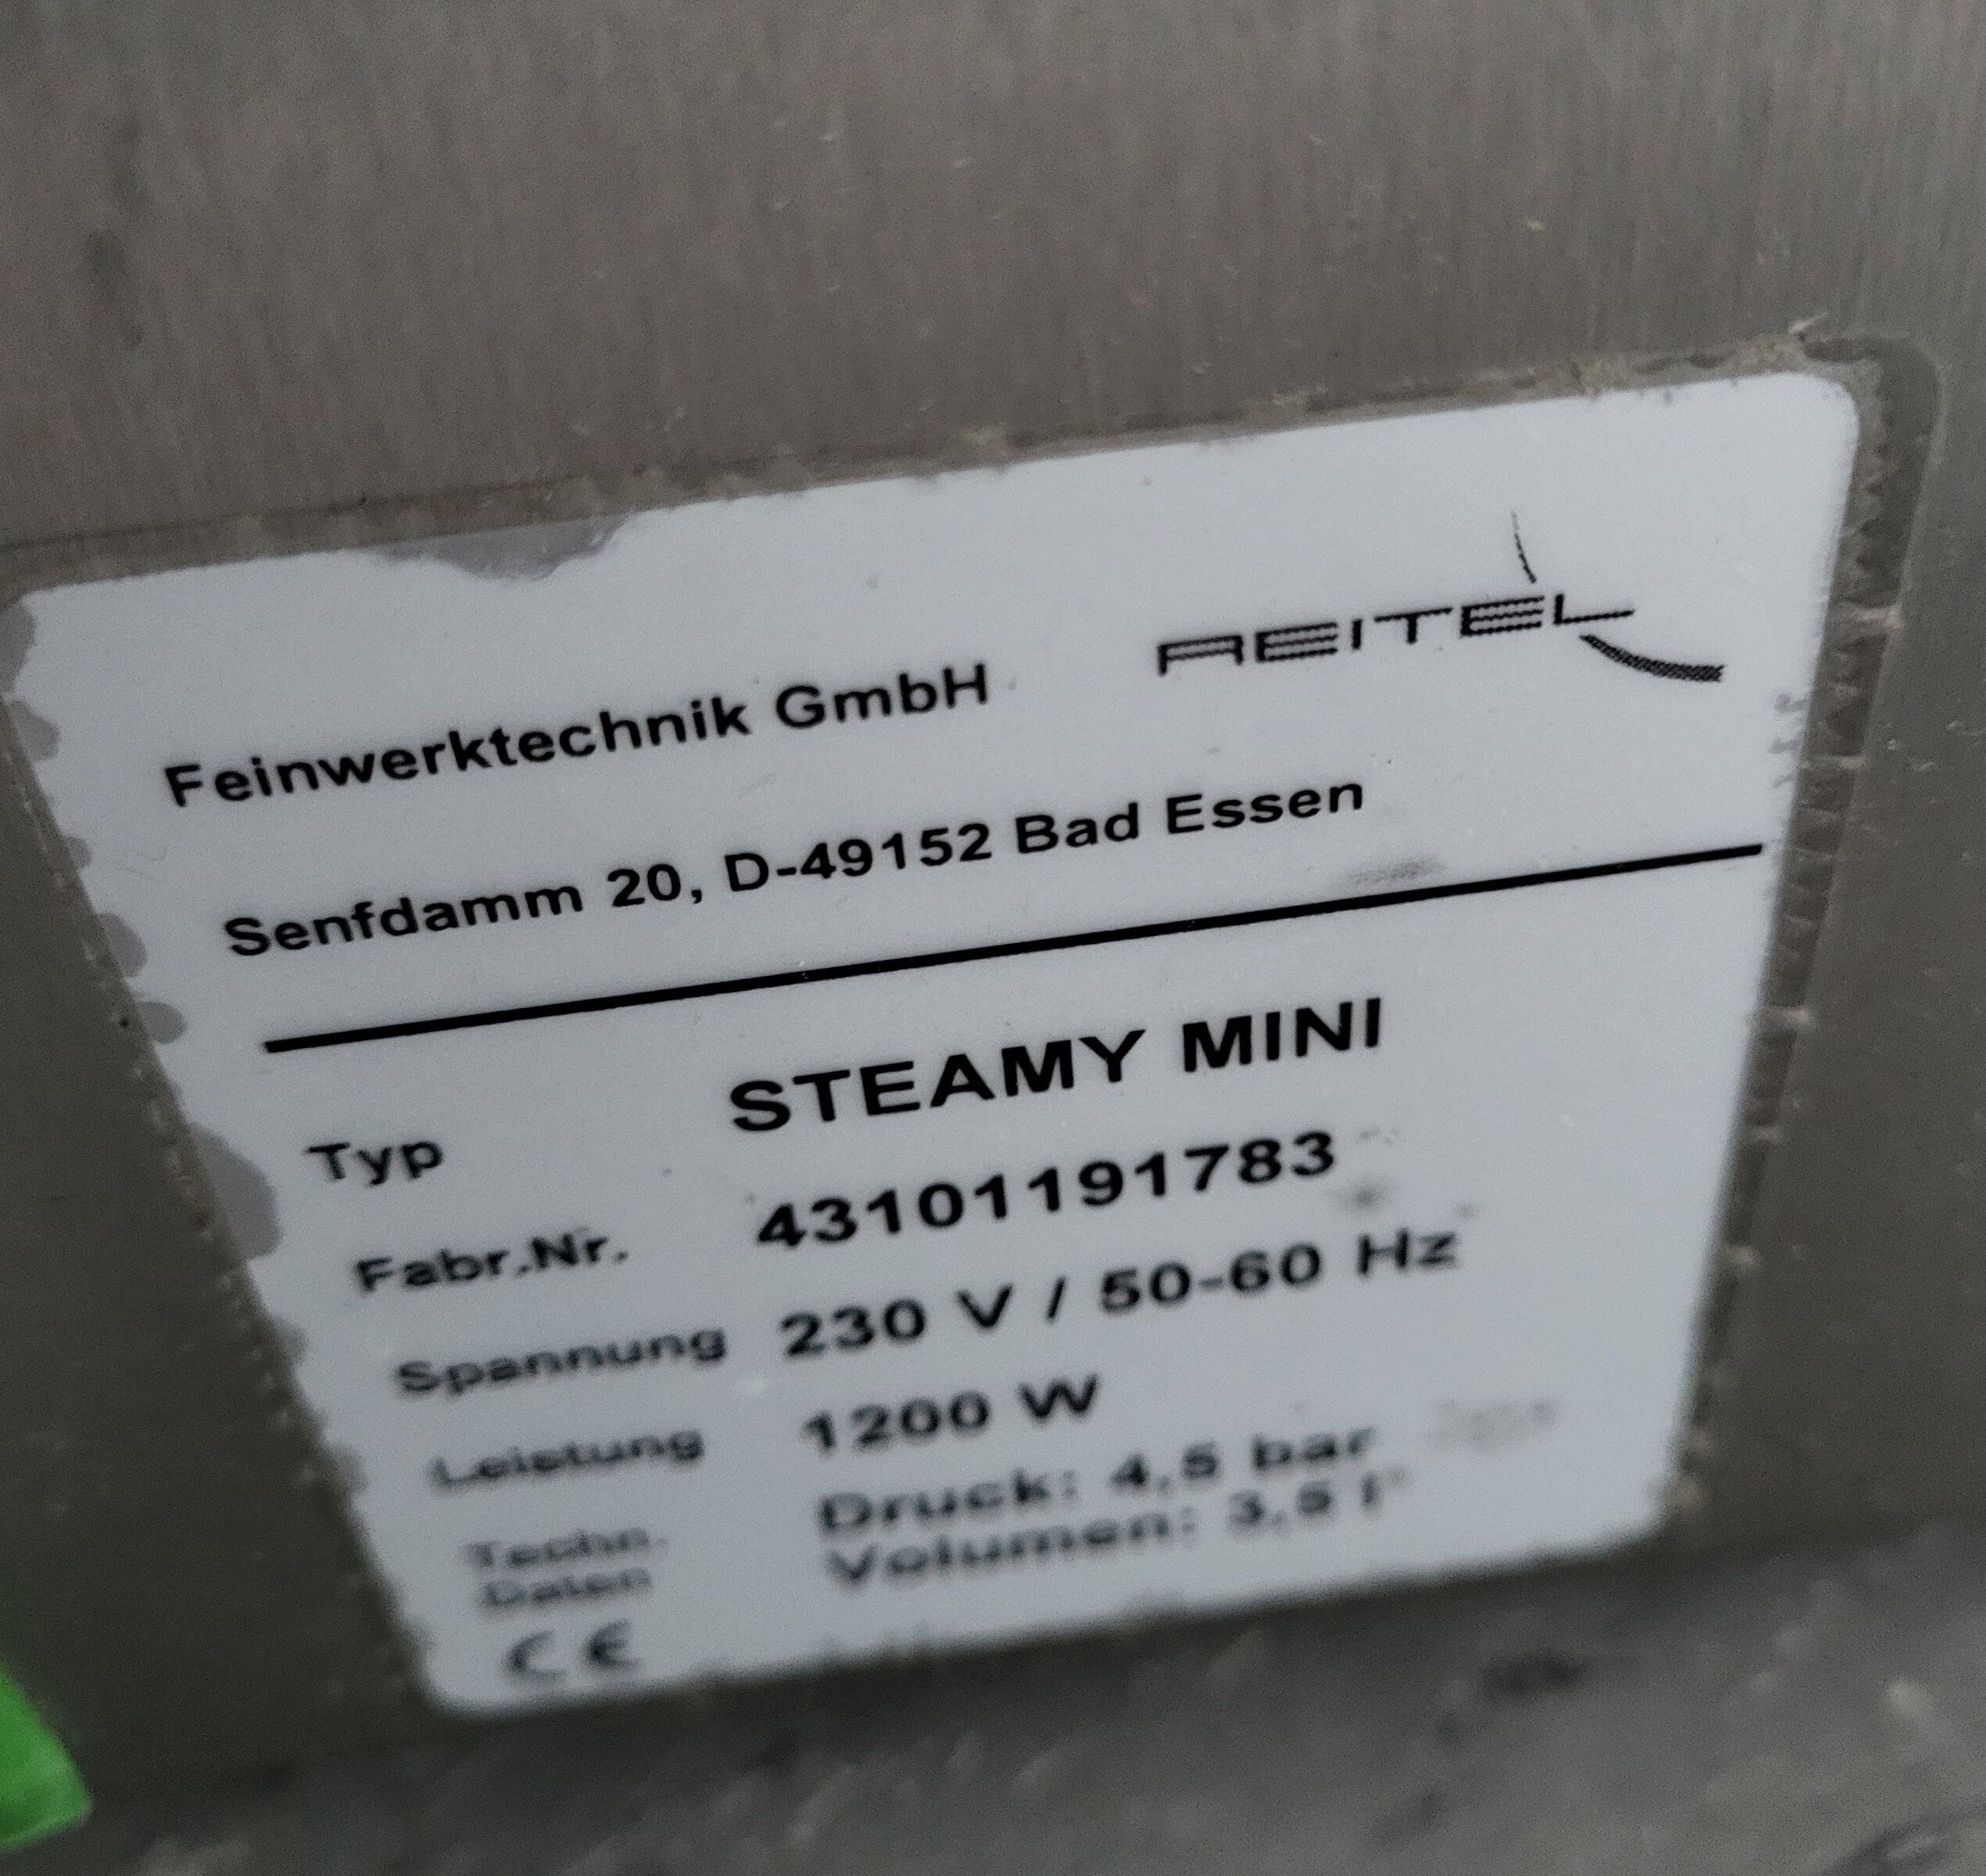 REITEL
Feinwerktechnik GmbH
Senfdamm 20, D-49152 Bad Essen
Typ STEAMY MINI
Fabr.Nr. 43101191783
Spannung 230 V / 50-60 Hz
Leistung 1200 W
Techn. Druck: 4,5 bar
Daten Volumen: 3,5 l
CE